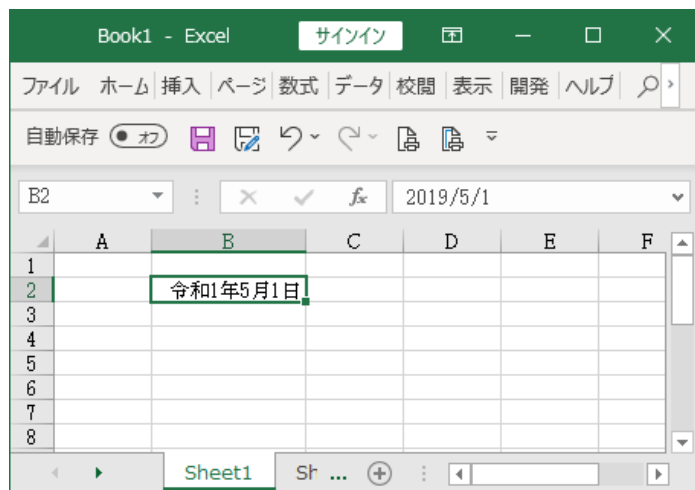 Book1 - Excel サインイン
ファイル ホーム 挿入 ページ 数式 データ 校閲 表示 開発 ヘルプ
自動保存 オフ
B2 fx 2019/5/1
A B C D E F
1
2 令和1年5月1日
3
4
5
6
7
8
Sheet1 Sh ...